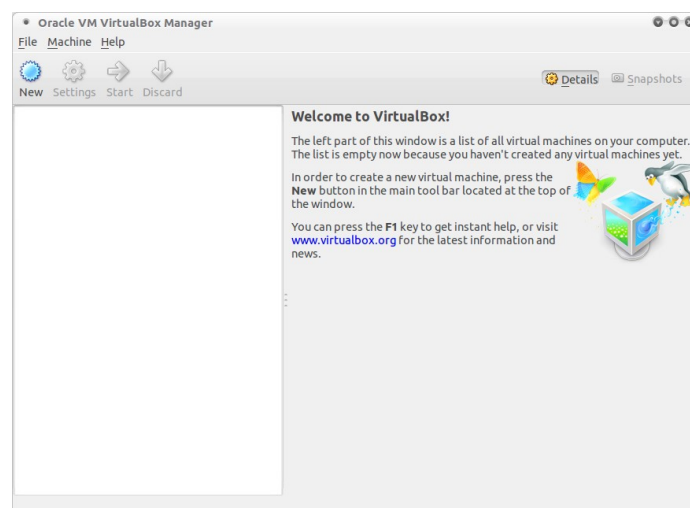 Oracle VM VirtualBox Manager
File Machine Help
New Settings Start Discard
Details Snapshots
Welcome to VirtualBox!
The left part of this window is a list of all virtual machines on your computer.
The list is empty now because you haven't created any virtual machines yet.
In order to create a new virtual machine, press the
New button in the main tool bar located at the top of
the window.
You can press the F1 key to get instant help, or visit
www.virtualbox.org for the latest information and
news.